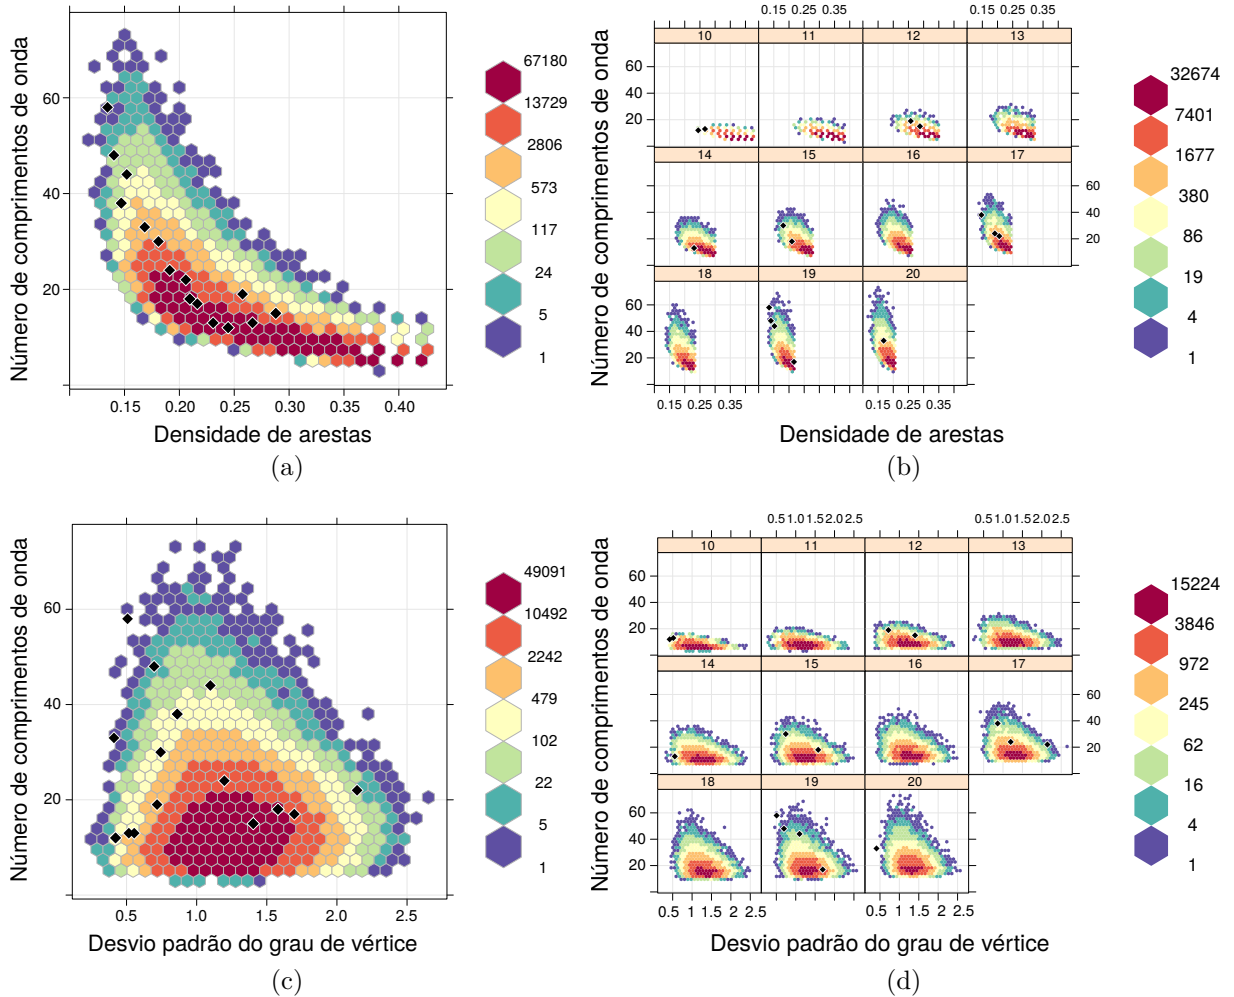 Número de comprimentos de onda
60
40
20
0.15 0.20 0.25 0.30 0.35 0.40
Densidade de arestas
67180
13729
2806
573
117
24
5
1
(a)
Número de comprimentos de onda
0.15 0.25 0.35 0.15 0.25 0.35
10 11 12 13
60
40
20
14 15 16 17
60
40
20
18 19 20
60
40
20
0.15 0.25 0.35 0.15 0.25 0.35
Densidade de arestas
32674
7401
1677
380
86
19
4
1
(b)
Número de comprimentos de onda
60
40
20
0.5 1.0 1.5 2.0 2.5
Desvio padrão do grau de vértice
49091
10492
2242
479
102
22
5
1
(c)
Número de comprimentos de onda
0.51.01.52.02.5 0.51.01.52.02.5
10 11 12 13
60
40
20
14 15 16 17
60
40
20
18 19 20
60
40
20
0.5 1 1.5 2 2.5 0.5 1 1.5 2 2.5
Desvio padrão do grau de vértice
15224
3846
972
245
62
16
4
1
(d)